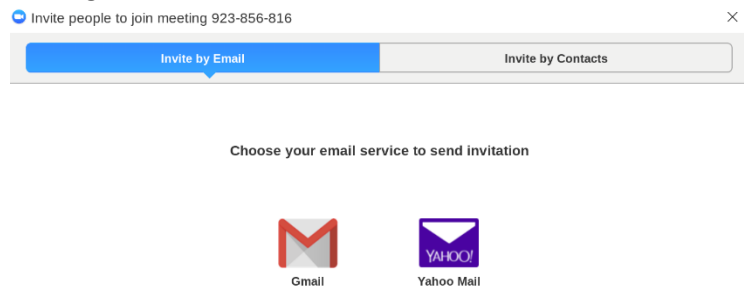 Invite people to join meeting 923-856-816
Invite by Email Invite by Contacts
Choose your email service to send invitation
YAHOO!
Gmail Yahoo Mail